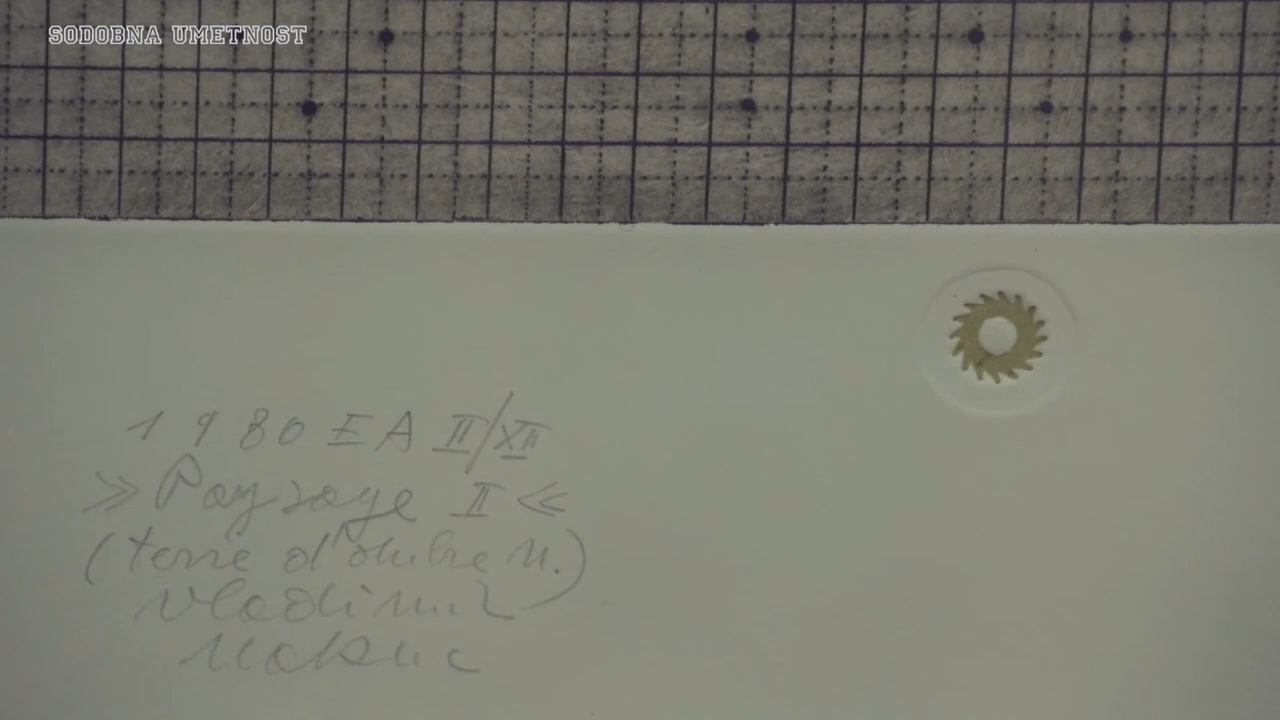 SODOBNA UMETNOST
1980 EA II/XII
»Paysage II«
(terre d'ombre n.)
Vladimir
Makuc